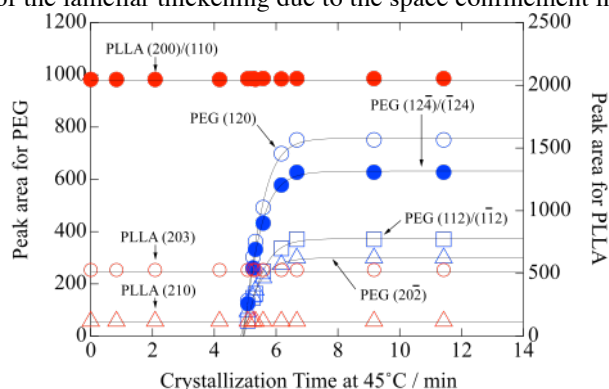 of the lamellar thickening due to the space confinement
1200
1000
800
600
400
200
0
Peak area for PEG
2500
2000
1500
1000
500
0
Peak area for PLLA
PLLA (200)/(110)
PEG (124̄)/(1̄24)
PEG (120)
PEG (112)/(1̄12)
PLLA (203)
PLLA (210)
PEG (202̄)
0 2 4 6 8 10 12 14
Crystallization Time at 45˚C / min